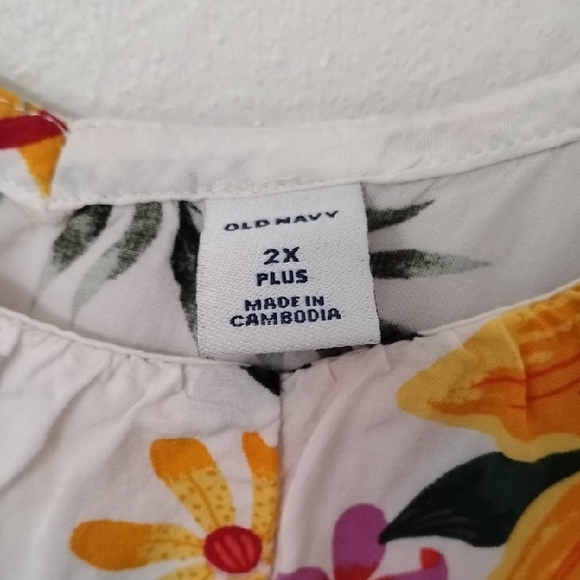 OLD NAVY
2X
PLUS
MADE IN
CAMBODIA